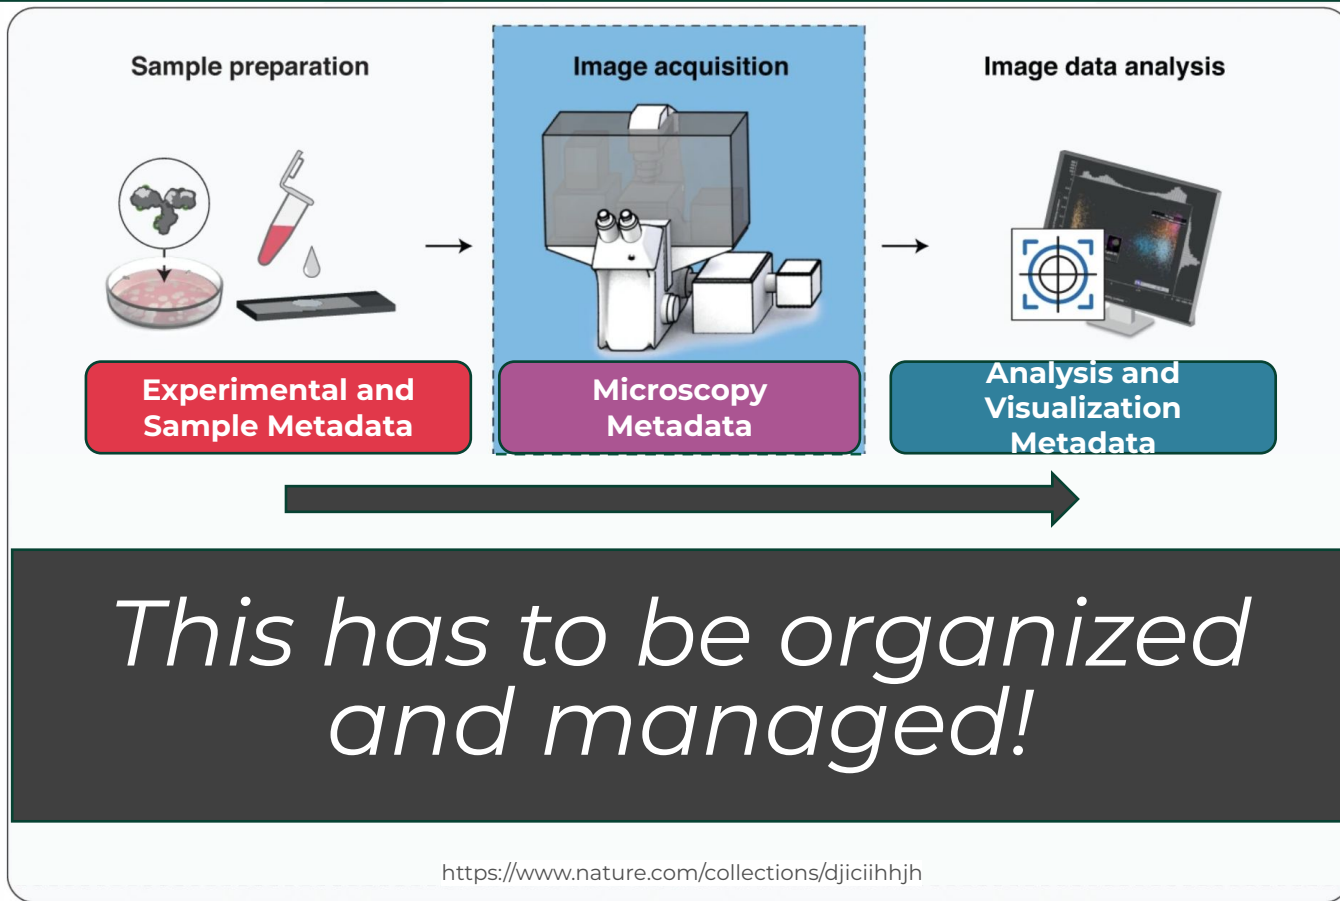 Sample preparation
Image acquisition
Image data analysis
Experimental and
Sample Metadata
Microscopy
Metadata
Analysis and
Visualization
Metadata
This has to be organized
and managed!
https://www.nature.com/collections/djiciihhjh